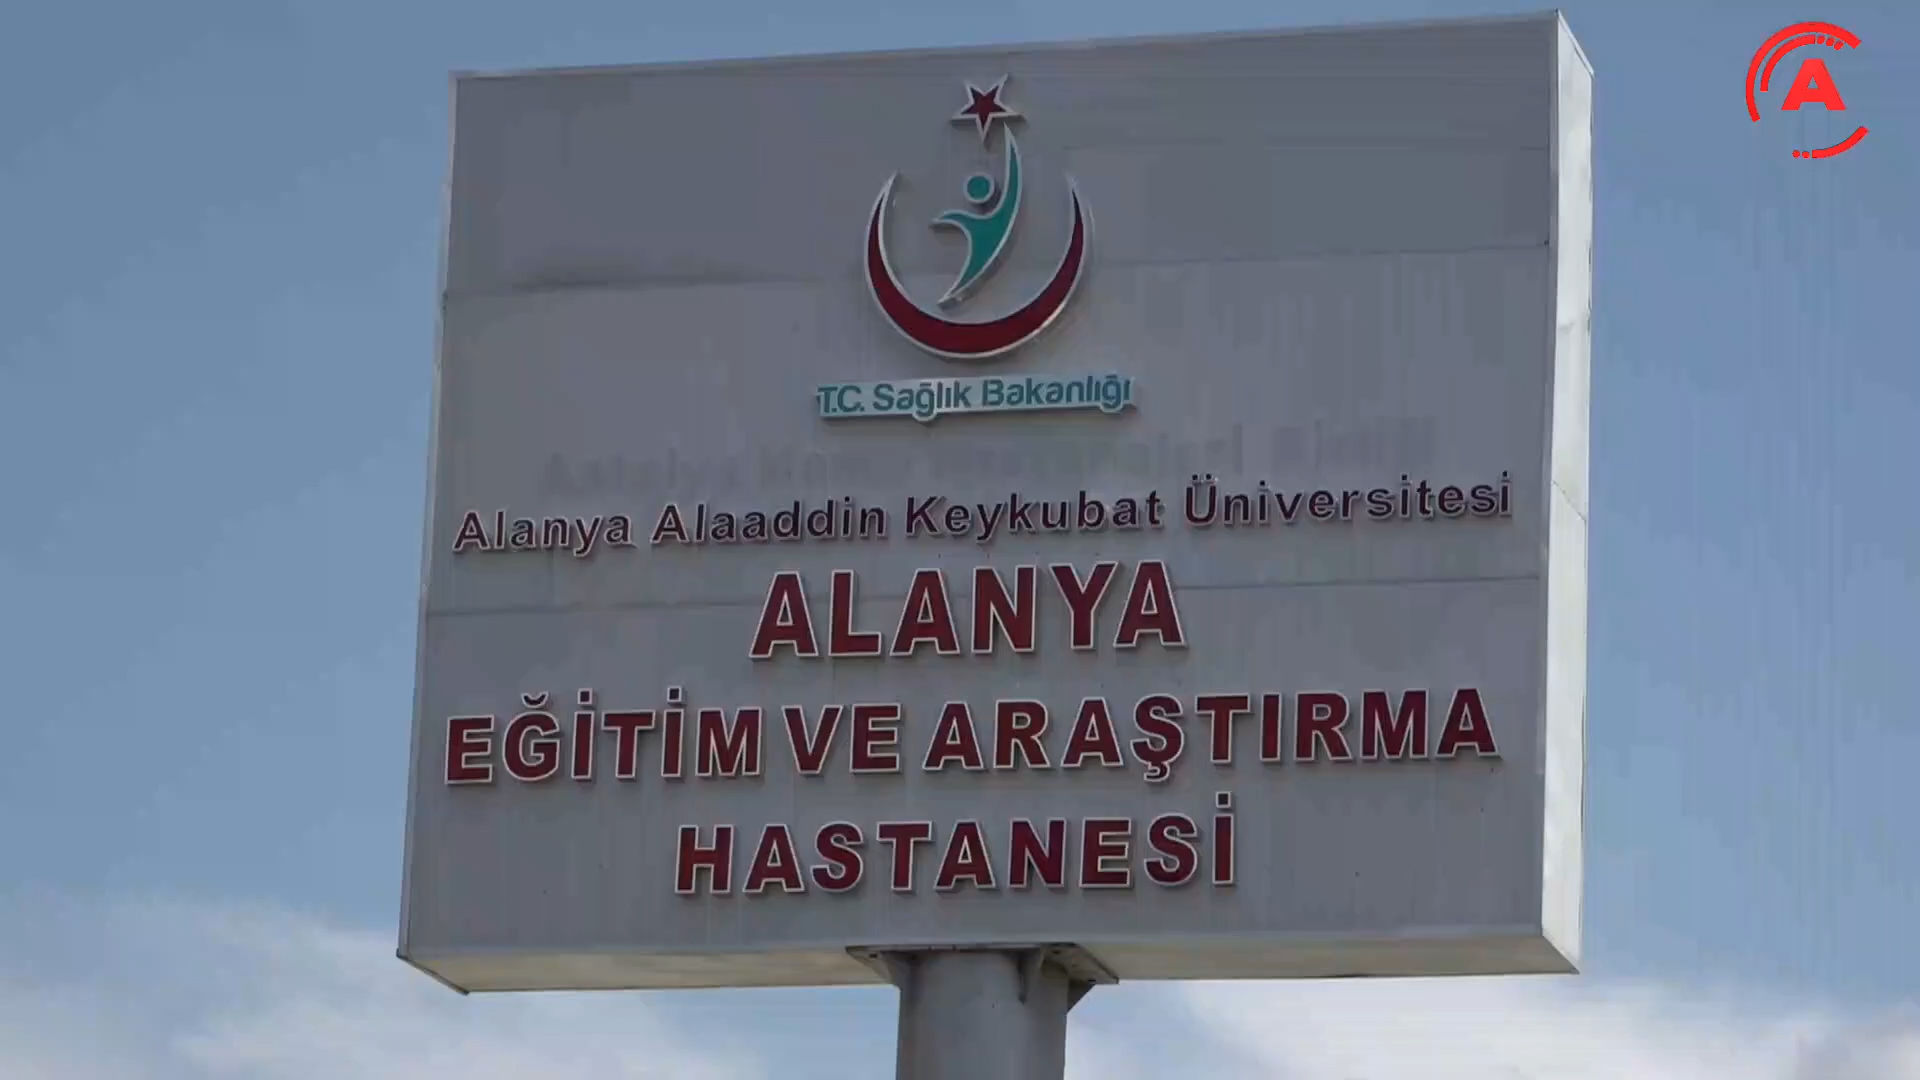 A
T.C. Sağlık Bakanlığı
Alanya Alaaddin Keykubat Üniversitesi
ALANYA
EĞİTİM VE ARAŞTIRMA
HASTANESİ